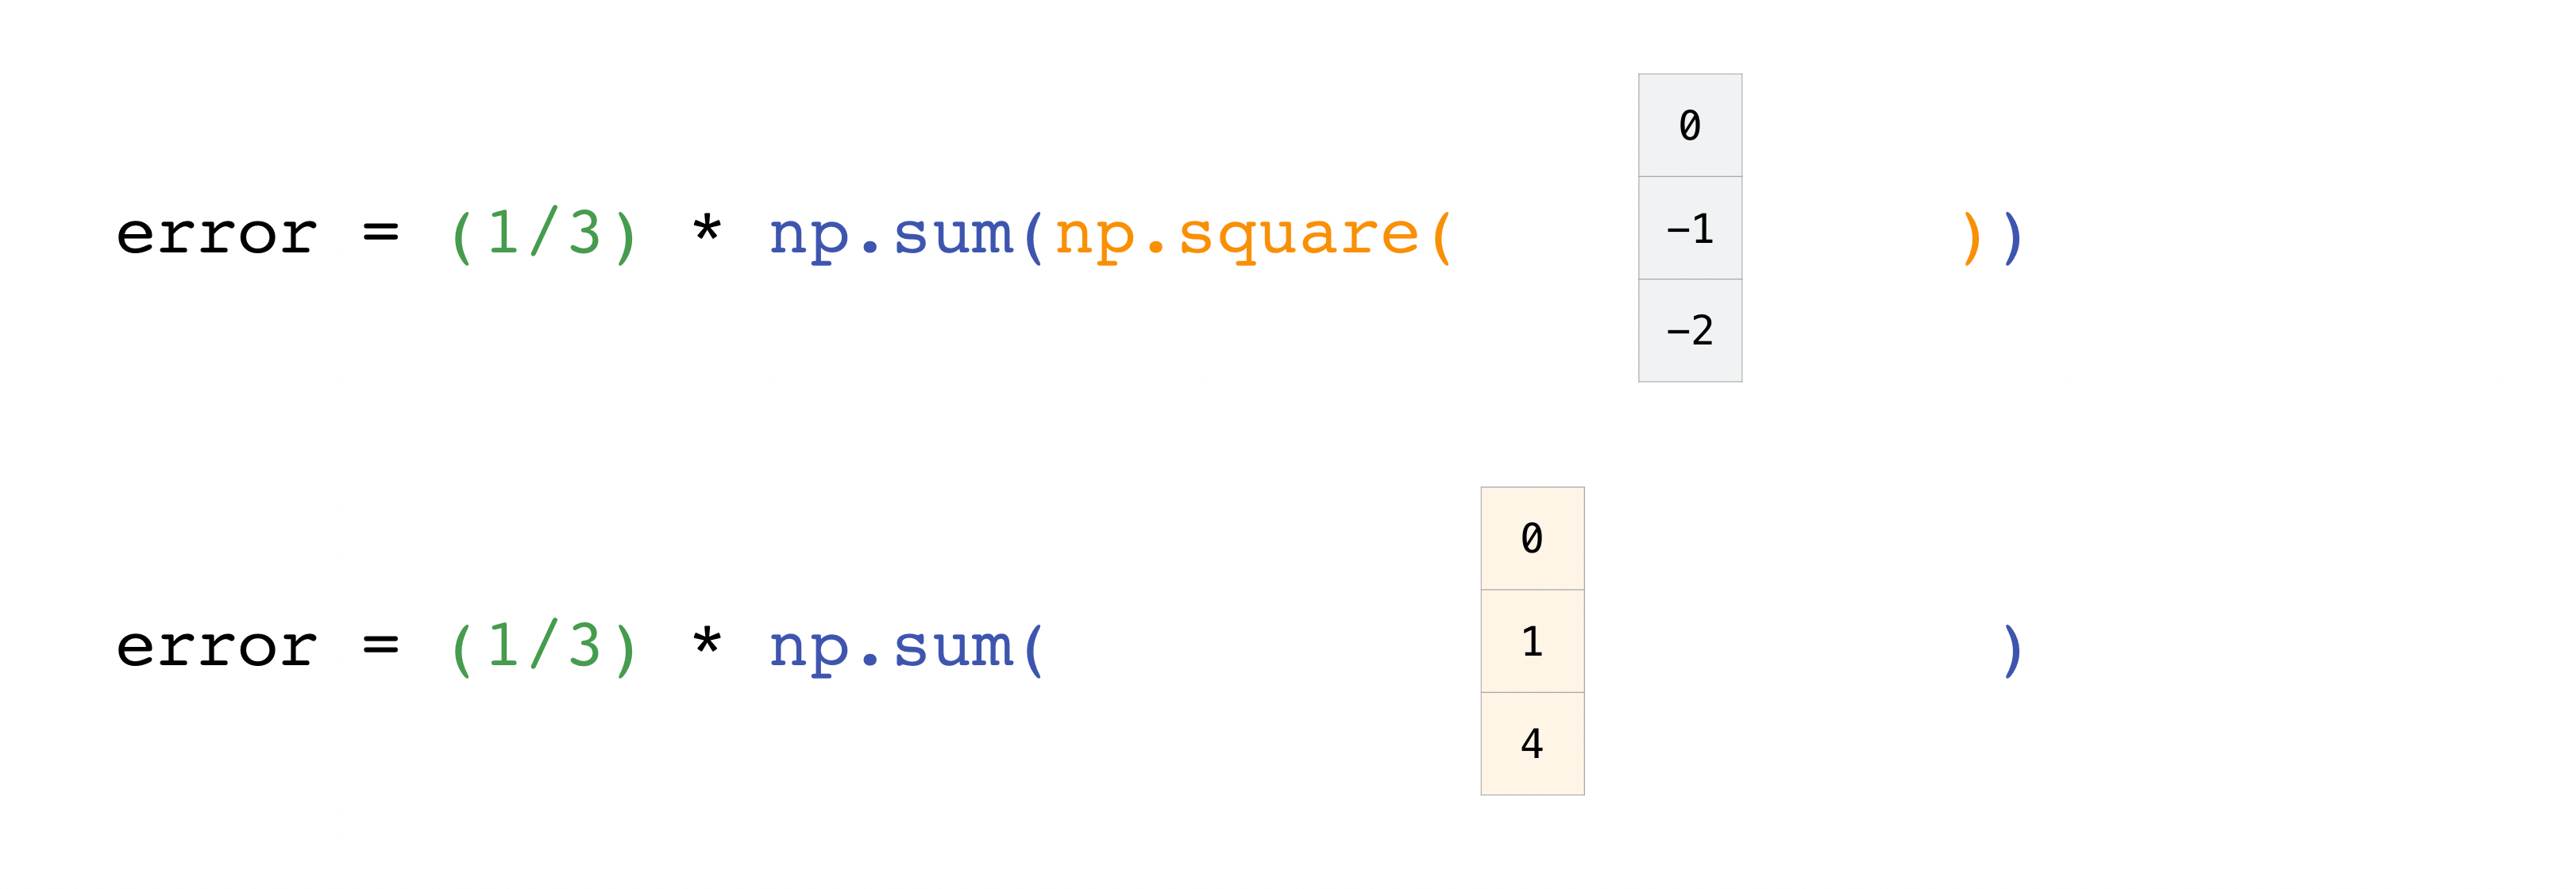 0
error = (1/3) * np.sum(np.square( −1 ))
−2
0
error = (1/3) * np.sum( 1 )
4